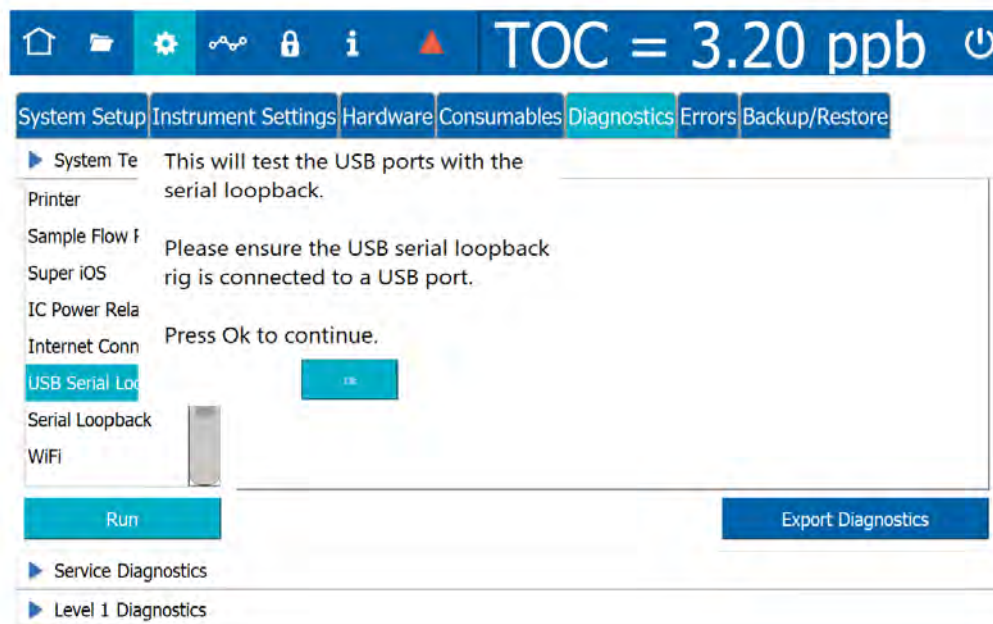 TOC = 3.20 ppb
System Setup Instrument Settings Hardware Consumables Diagnostics Errors Backup/Restore
System Te
This will test the USB ports with the
serial loopback.
Please ensure the USB serial loopback
rig is connected to a USB port.
Press Ok to continue.
Printer
Sample Flow
Super iOS
IC Power Rela
Internet Conn
USB Serial Loo
Serial Loopback
WiFi
Run
Export Diagnostics
Service Diagnostics
Level 1 Diagnostics